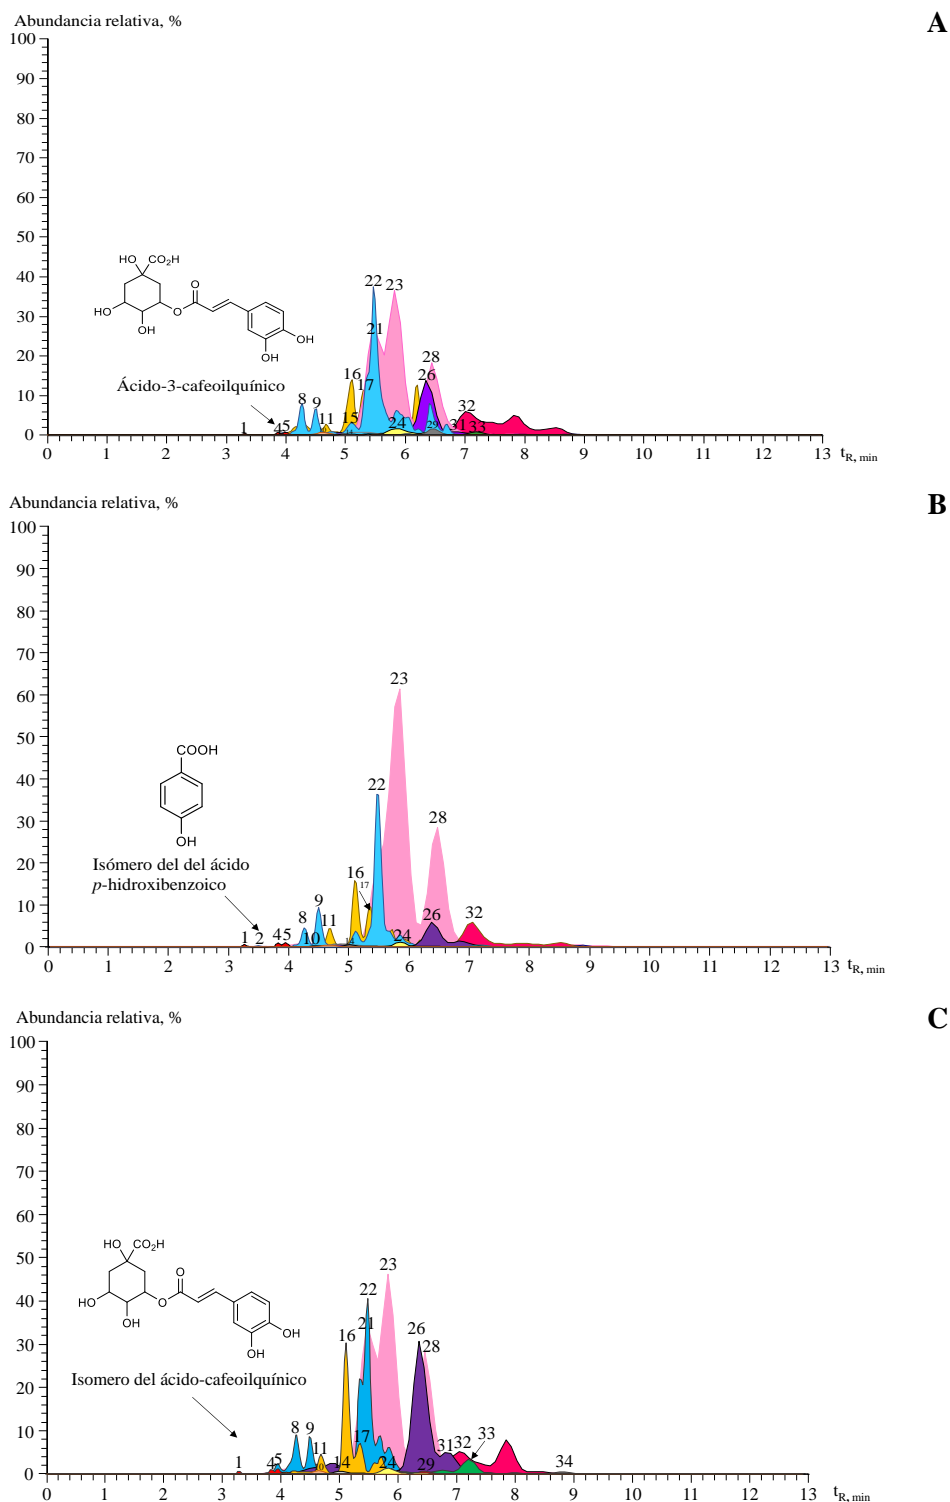 Abundancia relativa, %
A
100
90
80
70
60
50
40
30
20
10
0
HO
CO₂H
O
HO
O
OH
OH
OH
Ácido-3-cafeoilquínico
22
23
21
28
16
17
26
8
9
32
11
15
24
1
4
5
29
31
33
0 1 2 3 4 5 6 7 8 9 10 11 12 13 tR, min
Abundancia relativa, %
B
100
90
80
70
60
50
40
30
20
10
0
COOH
OH
Isómero del del ácido
p-hidroxibenzoico
23
22
28
16
17
9
8
11
26
32
1
2
4
5
10
14
24
0 1 2 3 4 5 6 7 8 9 10 11 12 13 tR, min
Abundancia relativa, %
C
100
90
80
70
60
50
40
30
20
10
0
HO
CO₂H
O
HO
O
OH
OH
OH
Isomero del ácido-cafeoilquínico
23
22
21
16
26
28
8
9
11
17
31
32
33
1
4
5
14
24
29
34
0 1 2 3 4 5 6 7 8 9 10 11 12 13 tR, min